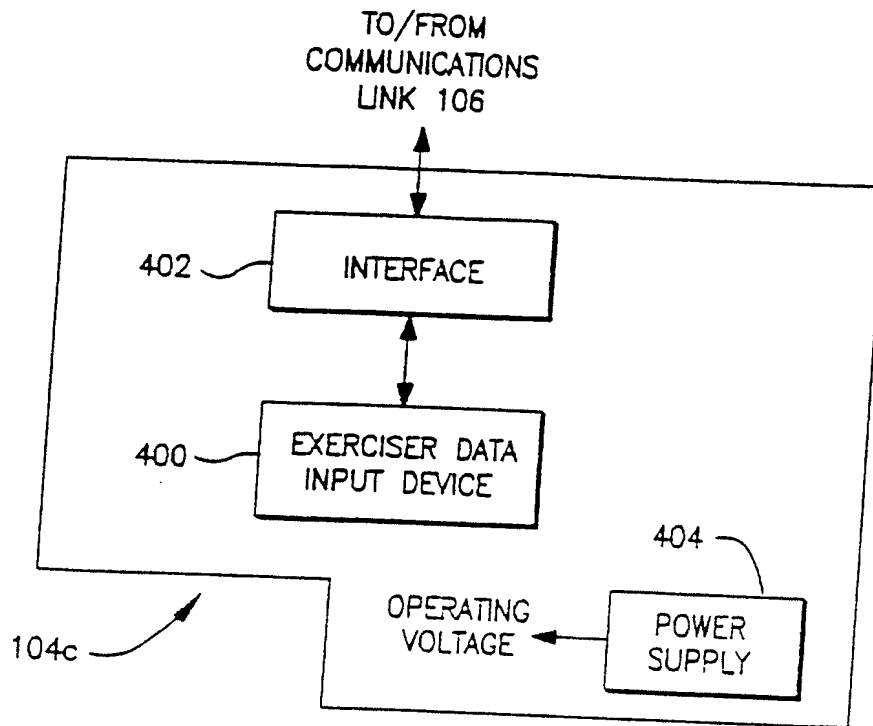 TO/FROM
COMMUNICATIONS
LINK 106
402
INTERFACE
400
EXERCISER DATA
INPUT DEVICE
404
OPERATING
VOLTAGE
POWER
SUPPLY
104c